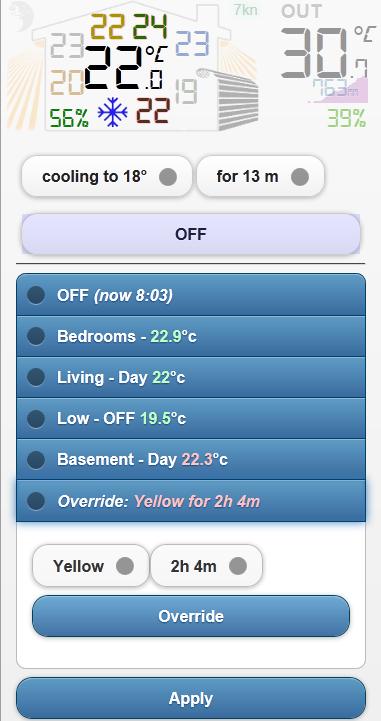 7kn
OUT
22 24
23
22.0 °C
23
30. °C
20
19
763
56%
22
39%
cooling to 18°
for 13 m
OFF
OFF (now 8:03)
Bedrooms - 22.9°c
Living - Day 22°c
Low - OFF 19.5°c
Basement - Day 22.3°c
Override: Yellow for 2h 4m
Yellow
2h 4m
Override
Apply